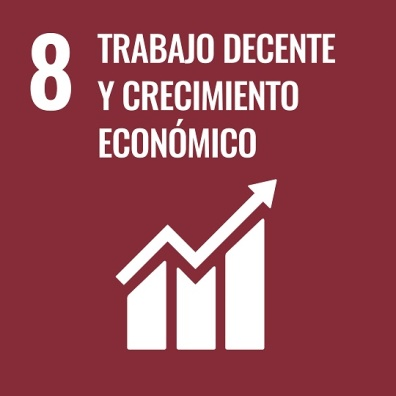 8
TRABAJO DECENTE
Y CRECIMIENTO
ECONÓMICO